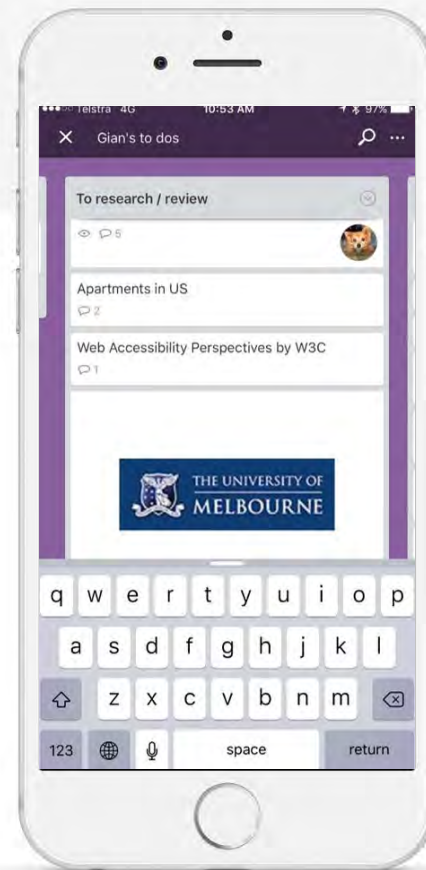 Telstra 4G 10:53 AM 97%
Gian's to dos
To research / review
5
Apartments in US
2
Web Accessibility Perspectives by W3C
1
THE UNIVERSITY OF
MELBOURNE
q w e r t y u i o p
a s d f g h j k l
z x c v b n m
123 space return